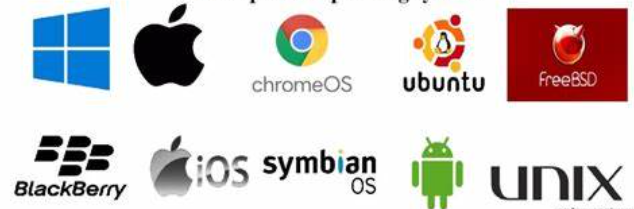 chromeOS
ubuntu
FreeBSD
BlackBerry
iOS
symbian
OS
UNIX